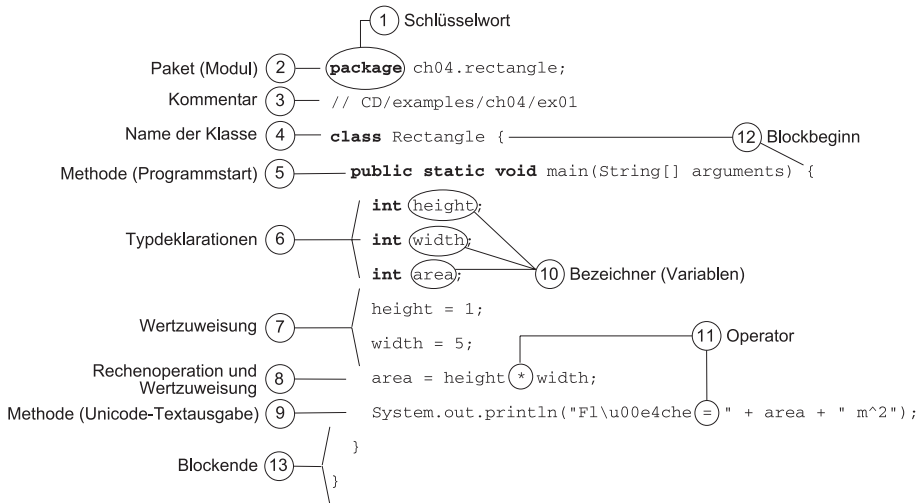 1 Schlüsselwort
Paket (Modul) 2 package ch04.rectangle;
Kommentar 3 // CD/examples/ch04/ex01
Name der Klasse 4 class Rectangle { 12 Blockbeginn
Methode (Programmstart) 5 public static void main(String[] arguments) {
int height;
Typdeklarationen 6 int width;
int area; 10 Bezeichner (Variablen)
height = 1;
Wertzuweisung 7
width = 5; 11 Operator
Rechenoperation und
Wertzuweisung 8 area = height * width;
Methode (Unicode-Textausgabe) 9 System.out.println("Fl\u00e4che = " + area + " m^2");
}
Blockende 13
}